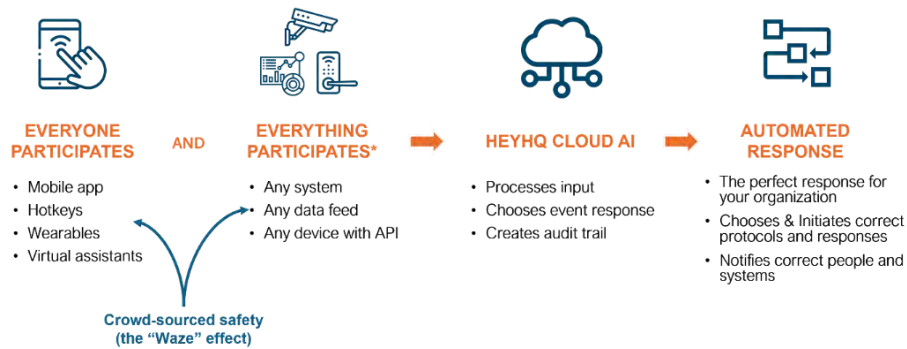 EVERYONE
PARTICIPATES
AND
EVERYTHING
PARTICIPATES*
HEYHQ CLOUD AI
AUTOMATED
RESPONSE
• Mobile app
• Hotkeys
• Wearables
• Virtual assistants
• Any system
• Any data feed
• Any device with API
• Processes input
• Chooses event response
• Creates audit trail
• The perfect response for
your organization
• Chooses & Initiates correct
protocols and responses
• Notifies correct people and
systems
Crowd-sourced safety
(the “Waze” effect)